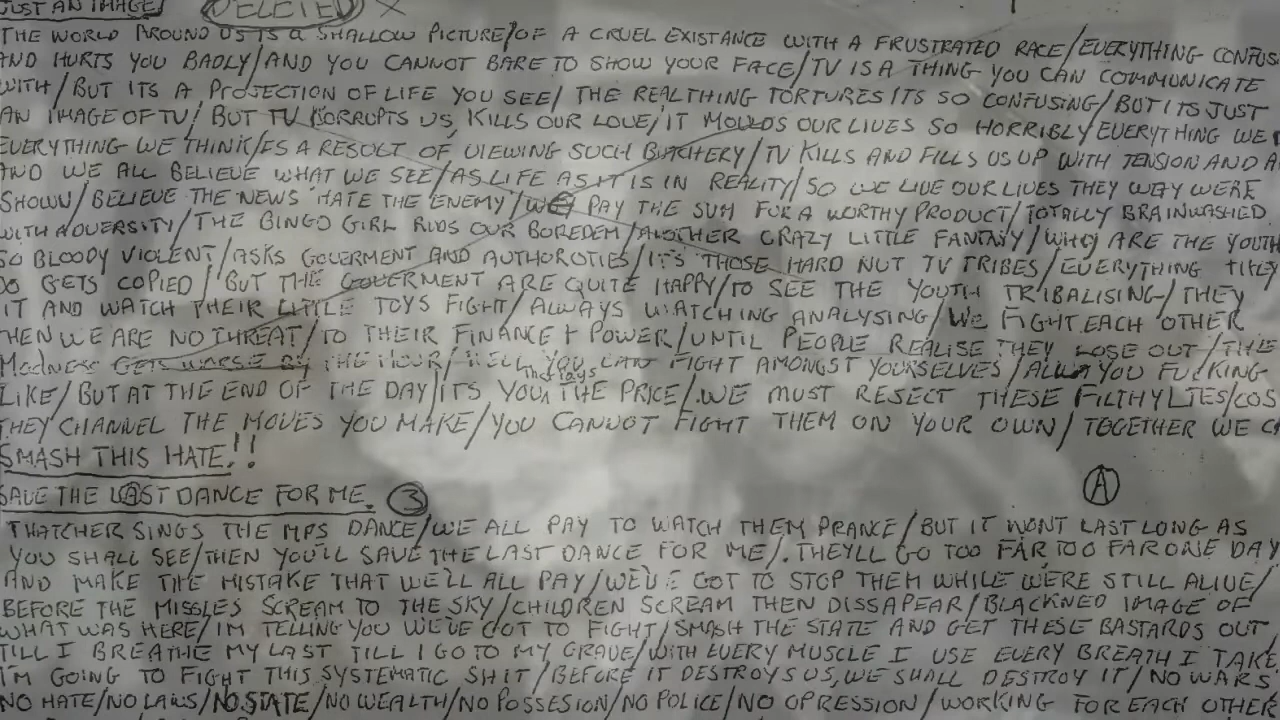 JUST AN IMAGE DELETED X
THE WORLD AROUND US IS A SHALLOW PICTURE/OF A CRUEL EXISTANCE WITH A FRUSTRATED RACE/EVERYTHING CONFUS
AND HURTS YOU BADLY/AND YOU CANNOT BARE TO SHOW YOUR FACE/TV IS A THING YOU CAN COMMUNICATE
WITH/BUT ITS A PROJECTION OF LIFE YOU SEE/THE REALTHING TORTURES ITS SO CONFUSING/BUT ITS JUST
AN IMAGE OF TV/BUT TV KORRUPTS US, KILLS OUR LOVE/IT MOULDS OUR LIVES SO HORRIBLY/EVERYTHING WE
EVERYTHING WE THINK/ES A RESULT OF VIEWING SUCH BUTCHERY/TV KILLS AND FILLS US UP WITH TENSION AND A
AND WE ALL BELIEVE WHAT WE SEE/AS LIFE AS IT IS IN REALITY/SO WE LIVE OUR LIVES THEY WAY WERE
SHOWN/BELIEVE THE NEWS HATE THE ENEMY/WE PAY THE SUM FOR A WORTHY PRODUCT/TOTALLY BRAINWASHED
WITH ADVERSITY/THE BINGO GIRL RIDS OUR BOREDEM/ANOTHER CRAZY LITTLE FANTASY/WHY ARE THE YOUTH
SO BLOODY VIOLENT/ASKS GOVERMENT AND AUTHOROTIES/IT'S THOSE HARD NUT TV TRIBES/EVERYTHING THEY
DO GETS COPIED/BUT THE GOVERMENT ARE QUITE HAPPY/TO SEE THE YOUTH TRIBALISING/THEY
IT AND WATCH THEIR LITTLE TOYS FIGHT/ALWAYS WATCHING ANALYSING/WE FIGHT EACH OTHER
THEN WE ARE NO THREAT/TO THEIR FINANCE + POWER/UNTIL PEOPLE REALISE THEY LOSE OUT/THE
MADNESS GETS WORSE BY THE HOUR/WELL YOU CAN FIGHT AMONGST YOURSELVES/ALL YOU FUCKING
LIKE/BUT AT THE END OF THE DAY/ITS YOU THAT PAYS THE PRICE/.WE MUST REJECT THESE FILTHY LIES/COS
THEY CHANNEL THE MOVES YOU MAKE/YOU CANNOT FIGHT THEM ON YOUR OWN/TOGETHER WE C
SMASH THIS HATE!!
SAVE THE LAST DANCE FOR ME. 3 A
THATCHER SINGS THE MPS DANCE/WE ALL PAY TO WATCH THEM PRANCE/BUT IT WONT LAST LONG AS
YOU SHALL SEE/THEN YOU'LL SAVE THE LAST DANCE FOR ME/.THEYLL GO TOO FAR TOO FAR ONE DAY
AND MAKE THE MISTAKE THAT WE'LL ALL PAY/WE'VE GOT TO STOP THEM WHILE WE'RE STILL ALIVE/
BEFORE THE MISSLES SCREAM TO THE SKY/CHILDREN SCREAM THEN DISSAPEAR/BLACKNED IMAGE OF
WHAT WAS HERE/IM TELLING YOU WE'VE GOT TO FIGHT/SMASH THE STATE AND GET THESE BASTARDS OUT
TILL I BREATHE MY LAST TILL I GO TO MY GRAVE/WITH EVERY MUSCLE I USE EVERY BREATH I TAKE
I'M GOING TO FIGHT THIS SYSTEMATIC SHIT/BEFORE IT DESTROYS US, WE SHALL DESTROY IT/NO WARS
NO HATE/NO LAWS/NO STATE/NO WEALTH/NO POSSESION/NO POLICE/NO OPRESSION/WORKING FOR EACH OTHER